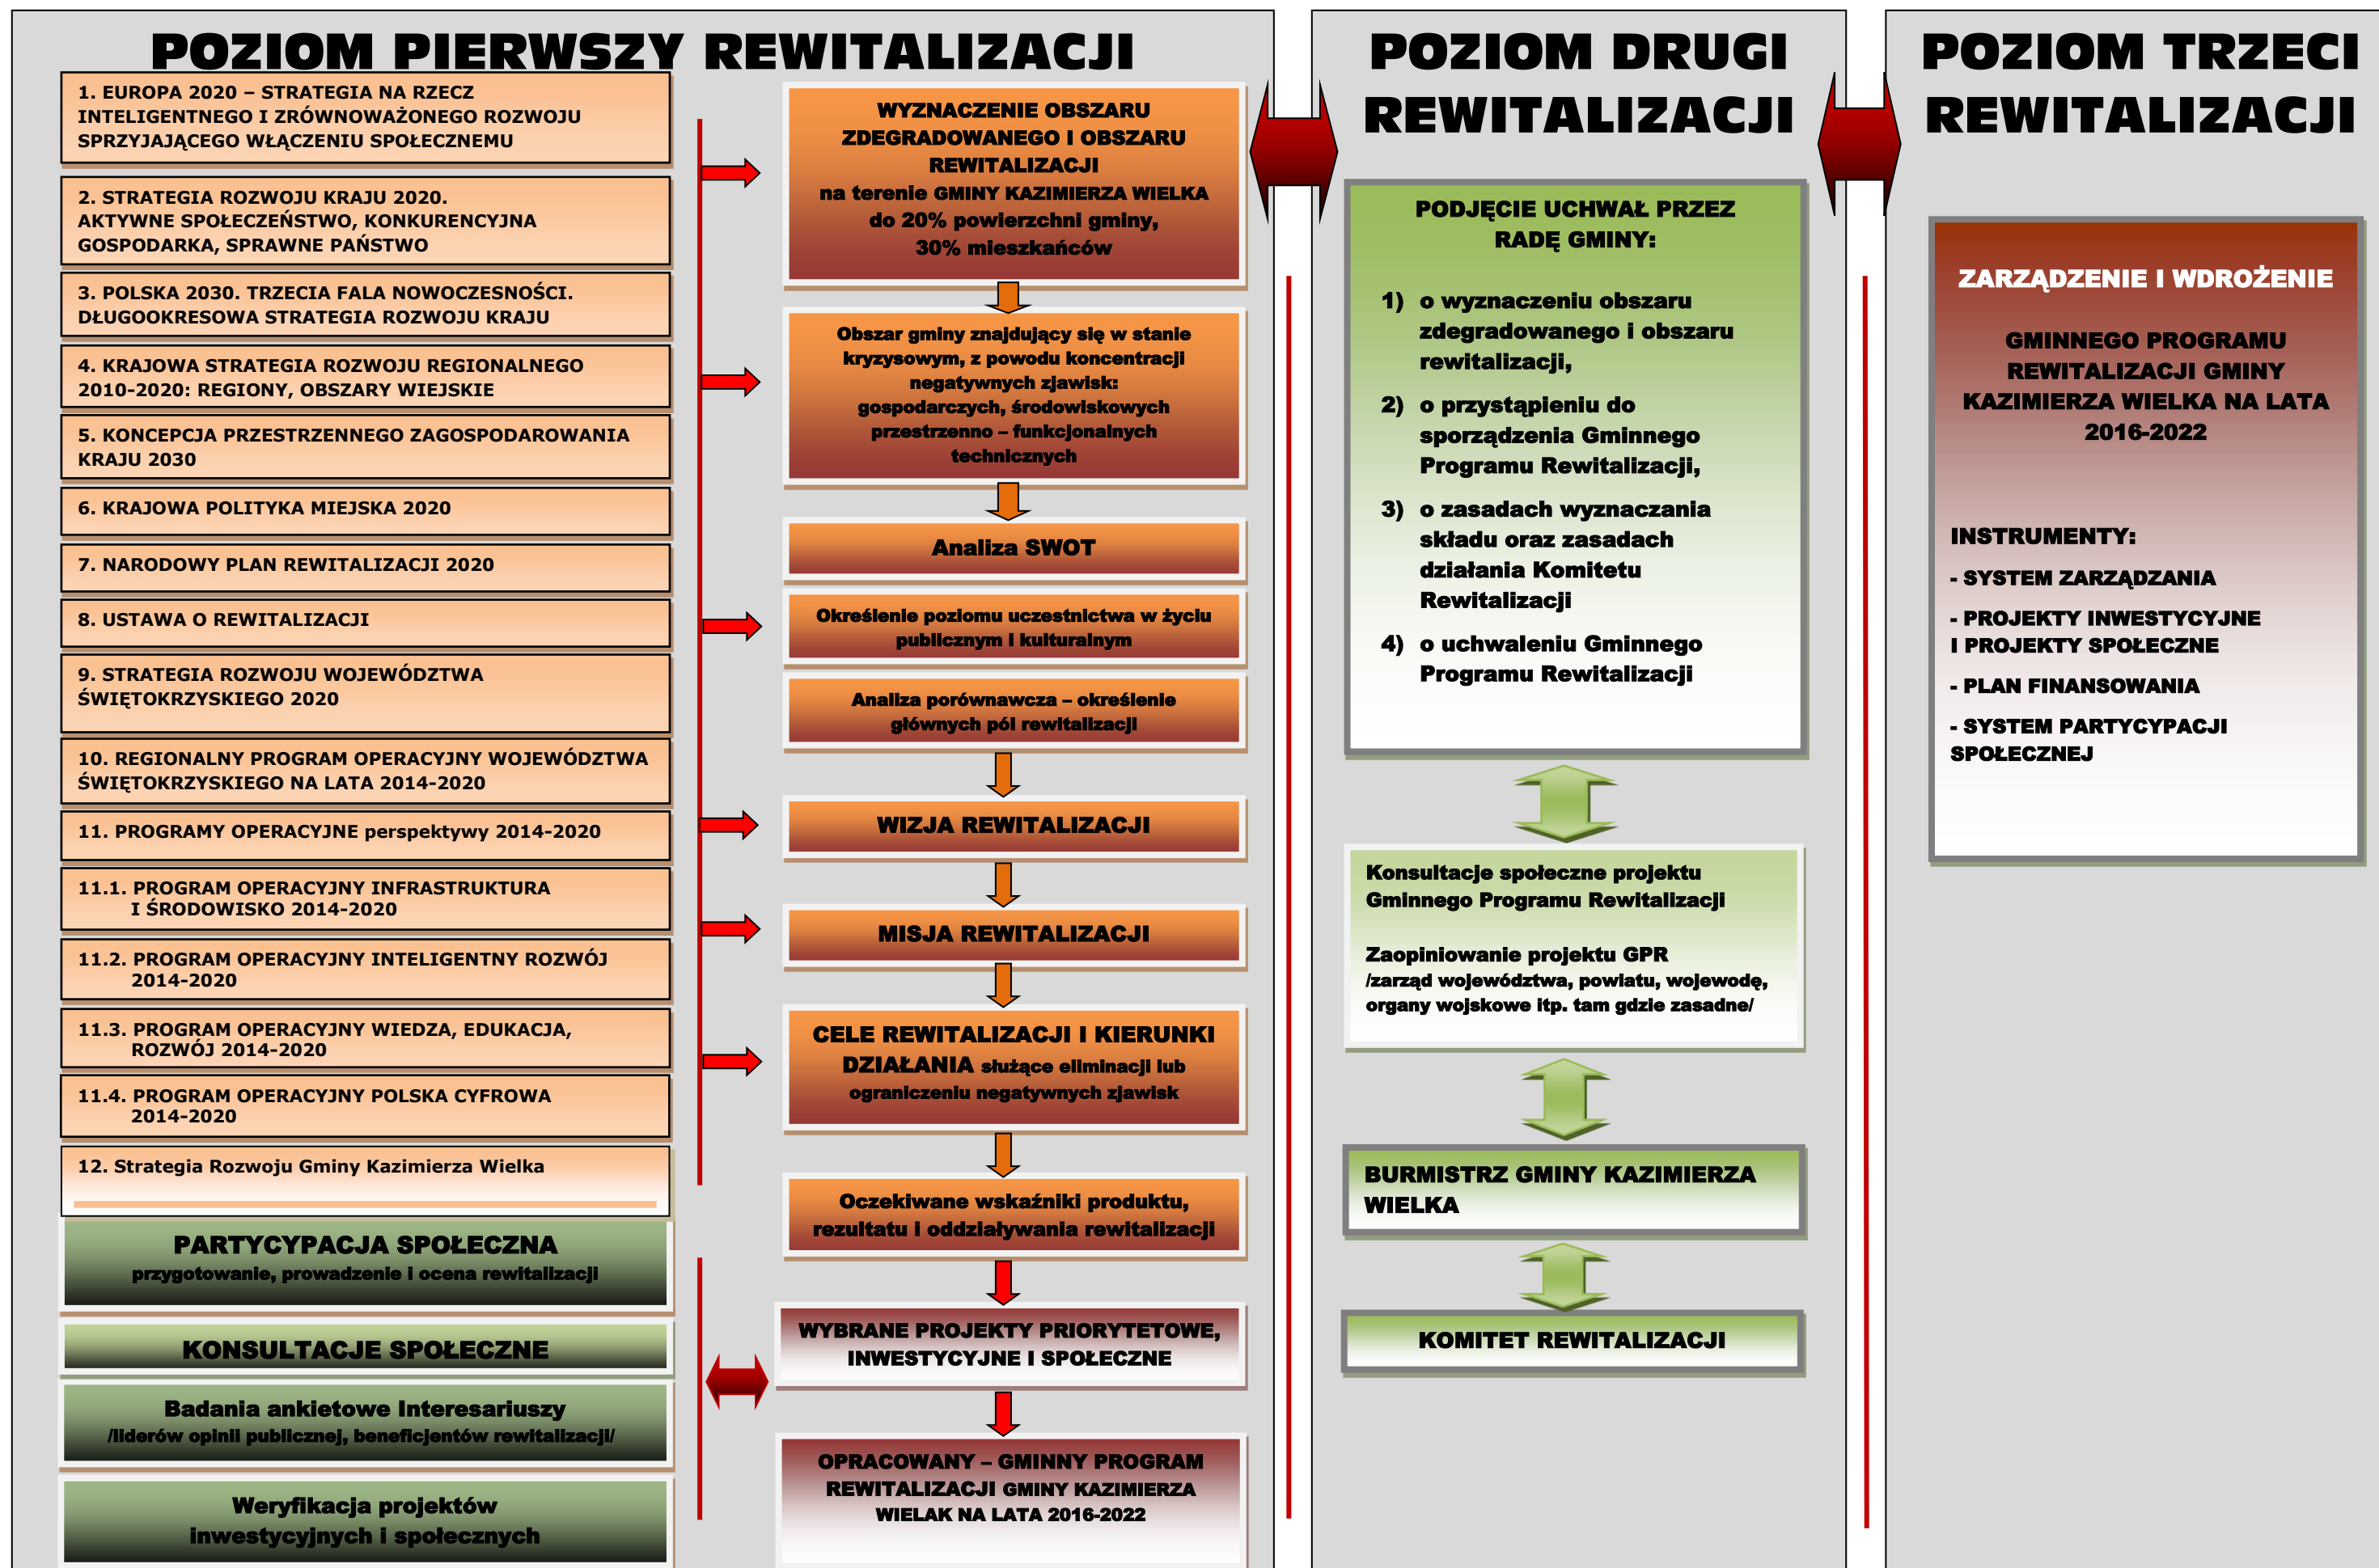 POZIOM PIERWSZY REWITALIZACJI
1. EUROPA 2020 – STRATEGIA NA RZECZ
INTELIGENTNEGO I ZRÓWNOWAŻONEGO ROZWOJU
SPRZYJAJĄCEGO WŁĄCZENIU SPOŁECZNEMU
2. STRATEGIA ROZWOJU KRAJU 2020.
AKTYWNE SPOŁECZEŃSTWO, KONKURENCYJNA
GOSPODARKA, SPRAWNE PAŃSTWO
3. POLSKA 2030. TRZECIA FALA NOWOCZESNOŚCI.
DŁUGOOKRESOWA STRATEGIA ROZWOJU KRAJU
4. KRAJOWA STRATEGIA ROZWOJU REGIONALNEGO
2010-2020: REGIONY, OBSZARY WIEJSKIE
5. KONCEPCJA PRZESTRZENNEGO ZAGOSPODAROWANIA
KRAJU 2030
6. KRAJOWA POLITYKA MIEJSKA 2020
7. NARODOWY PLAN REWITALIZACJI 2020
8. USTAWA O REWITALIZACJI
9. STRATEGIA ROZWOJU WOJEWÓDZTWA
ŚWIĘTOKRZYSKIEGO 2020
10. REGIONALNY PROGRAM OPERACYJNY WOJEWÓDZTWA
ŚWIĘTOKRZYSKIEGO NA LATA 2014-2020
11. PROGRAMY OPERACYJNE perspektywy 2014-2020
11.1. PROGRAM OPERACYJNY INFRASTRUKTURA
I ŚRODOWISKO 2014-2020
11.2. PROGRAM OPERACYJNY INTELIGENTNY ROZWÓJ
2014-2020
11.3. PROGRAM OPERACYJNY WIEDZA, EDUKACJA,
ROZWÓJ 2014-2020
11.4. PROGRAM OPERACYJNY POLSKA CYFROWA
2014-2020
12. Strategia Rozwoju Gminy Kazimierza Wielka
PARTYCYPACJA SPOŁECZNA
przygotowanie, prowadzenie i ocena rewitalizacji
KONSULTACJE SPOŁECZNE
Badania ankietowe Interesariuszy
/liderów opinii publicznej, beneficjentów rewitalizacji/
Weryfikacja projektów
inwestycyjnych i społecznych
WYZNACZENIE OBSZARU
ZDEGRADOWANEGO I OBSZARU
REWITALIZACJI
na terenie GMINY KAZIMIERZA WIELKA
do 20% powierzchni gminy,
30% mieszkańców
Obszar gminy znajdujący się w stanie
kryzysowym, z powodu koncentracji
negatywnych zjawisk:
gospodarczych, środowiskowych
przestrzenno – funkcjonalnych
technicznych
Analiza SWOT
Określenie poziomu uczestnictwa w życiu
publicznym i kulturalnym
Analiza porównawcza – określenie
głównych pól rewitalizacji
WIZJA REWITALIZACJI
MISJA REWITALIZACJI
CELE REWITALIZACJI I KIERUNKI
DZIAŁANIA służące eliminacji lub
ograniczeniu negatywnych zjawisk
Oczekiwane wskaźniki produktu,
rezultatu i oddziaływania rewitalizacji
WYBRANE PROJEKTY PRIORYTETOWE,
INWESTYCYJNE I SPOŁECZNE
OPRACOWANY – GMINNY PROGRAM
REWITALIZACJI GMINY KAZIMIERZA
WIELAK NA LATA 2016-2022
POZIOM DRUGI
REWITALIZACJI
PODJĘCIE UCHWAŁ PRZEZ
RADĘ GMINY:
1) o wyznaczeniu obszaru
zdegradowanego i obszaru
rewitalizacji,
2) o przystąpieniu do
sporządzenia Gminnego
Programu Rewitalizacji,
3) o zasadach wyznaczania
składu oraz zasadach
działania Komitetu
Rewitalizacji
4) o uchwaleniu Gminnego
Programu Rewitalizacji
Konsultacje społeczne projektu
Gminnego Programu Rewitalizacji
Zaopiniowanie projektu GPR
/zarząd województwa, powiatu, wojewodę,
organy wojskowe itp. tam gdzie zasadne/
BURMISTRZ GMINY KAZIMIERZA
WIELKA
KOMITET REWITALIZACJI
POZIOM TRZECI
REWITALIZACJI
ZARZĄDZENIE I WDROŻENIE
GMINNEGO PROGRAMU
REWITALIZACJI GMINY
KAZIMIERZA WIELKA NA LATA
2016-2022
INSTRUMENTY:
- SYSTEM ZARZĄDZANIA
- PROJEKTY INWESTYCYJNE
I PROJEKTY SPOŁECZNE
- PLAN FINANSOWANIA
- SYSTEM PARTYCYPACJI
SPOŁECZNEJ